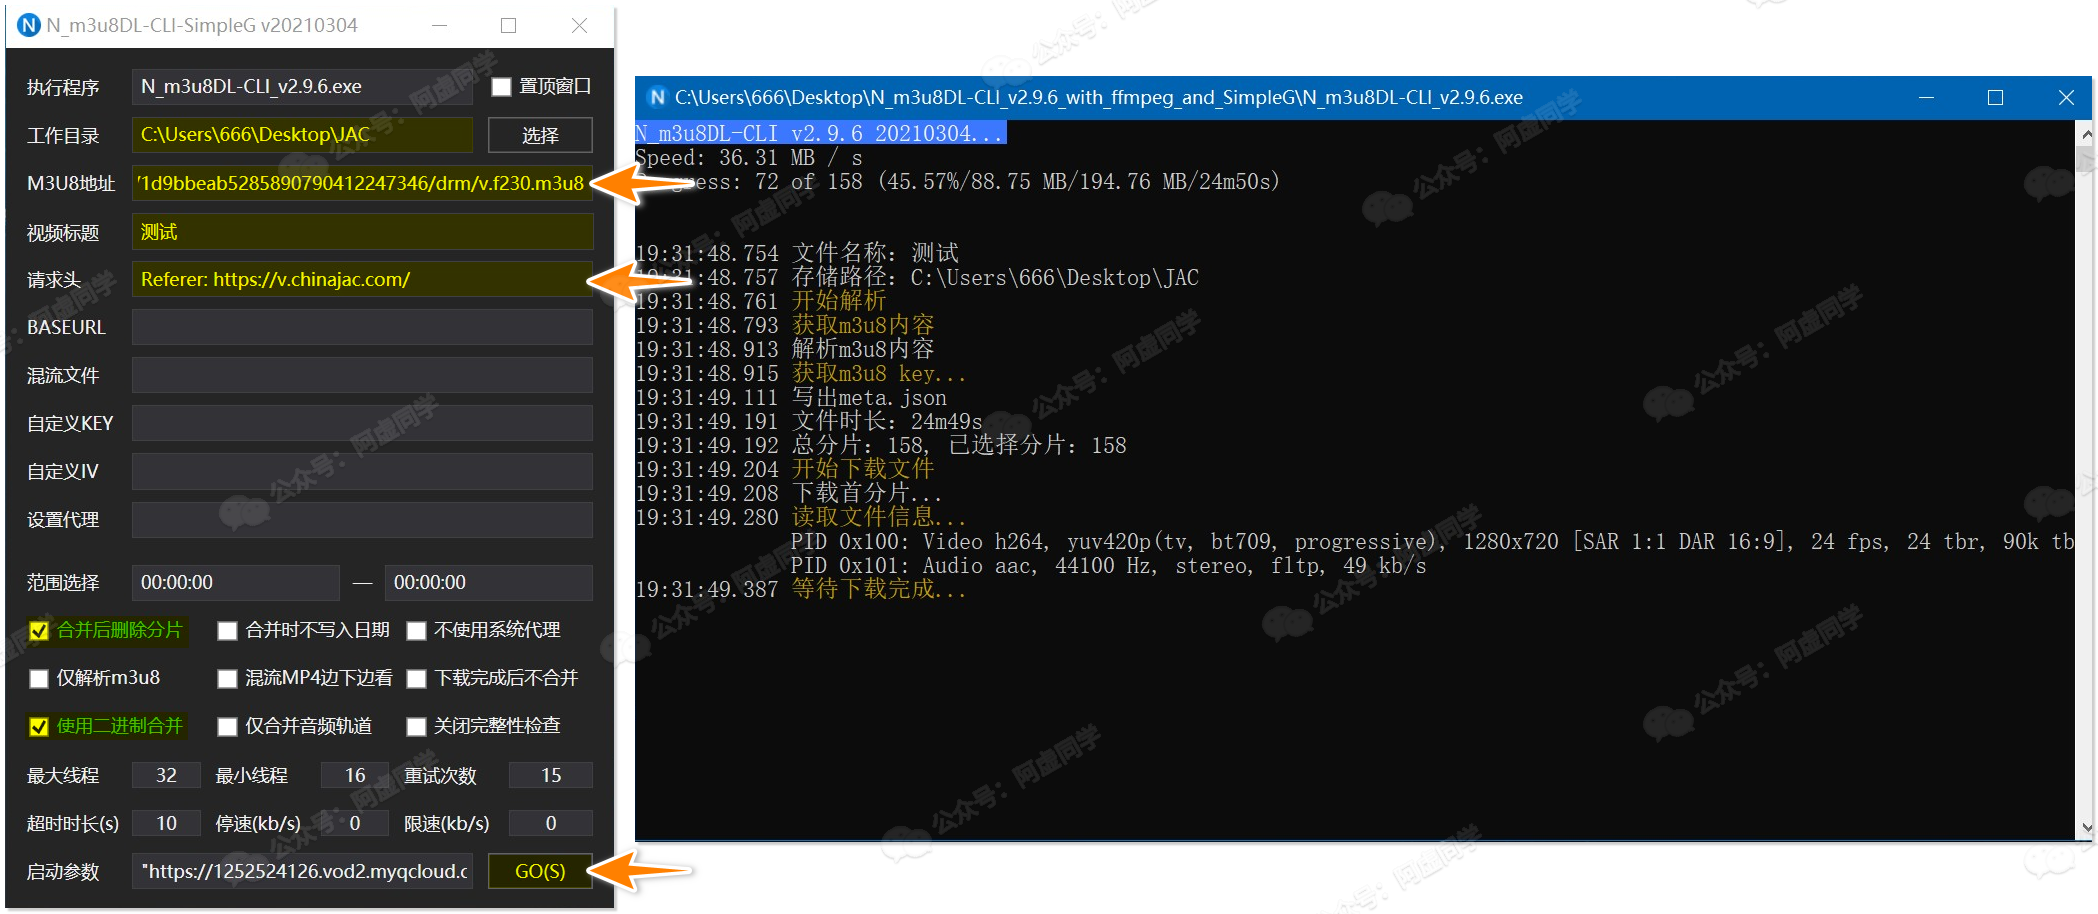 N_m3u8DL-CLI-SimpleG v20210304
执行程序 N_m3u8DL-CLI_v2.9.6.exe 置顶窗口
工作目录 C:\Users\666\Desktop\JAC 选择
M3U8地址 71d9bbeab5285890790412247346/drm/v.f230.m3u8
视频标题 测试
请求头 Referer: https://v.chinajac.com/
BASEURL
混流文件
自定义KEY
自定义IV
设置代理
范围选择 00:00:00 — 00:00:00
合并后删除分片 合并时不写入日期 不使用系统代理
仅解析m3u8 混流MP4边下边看 下载完成后不合并
使用二进制合并 仅合并音频轨道 关闭完整性检查
最大线程 32 最小线程 16 重试次数 15
超时时长(s) 10 停速(kb/s) 0 限速(kb/s) 0
启动参数 "https://1252524126.vod2.myqcloud.c GO(S)
C:\Users\666\Desktop\N_m3u8DL-CLI_v2.9.6_with_ffmpeg_and_SimpleG\N_m3u8DL-CLI_v2.9.6.exe
N_m3u8DL-CLI v2.9.6 20210304...
Speed: 36.31 MB / s
gress: 72 of 158 (45.57%/88.75 MB/194.76 MB/24m50s)
19:31:48.754 文件名称：测试
19:31:48.757 存储路径：C:\Users\666\Desktop\JAC
19:31:48.761 开始解析
19:31:48.793 获取m3u8内容
19:31:48.913 解析m3u8内容
19:31:48.915 获取m3u8 key...
19:31:49.111 写出meta.json
19:31:49.191 文件时长：24m49s
19:31:49.192 总分片：158, 已选择分片：158
19:31:49.204 开始下载文件
19:31:49.208 下载首分片...
19:31:49.280 读取文件信息...
PID 0x100: Video h264, yuv420p(tv, bt709, progressive), 1280x720 [SAR 1:1 DAR 16:9], 24 fps, 24 tbr, 90k tb
PID 0x101: Audio aac, 44100 Hz, stereo, fltp, 49 kb/s
19:31:49.387 等待下载完成...
公众号：阿虚同学